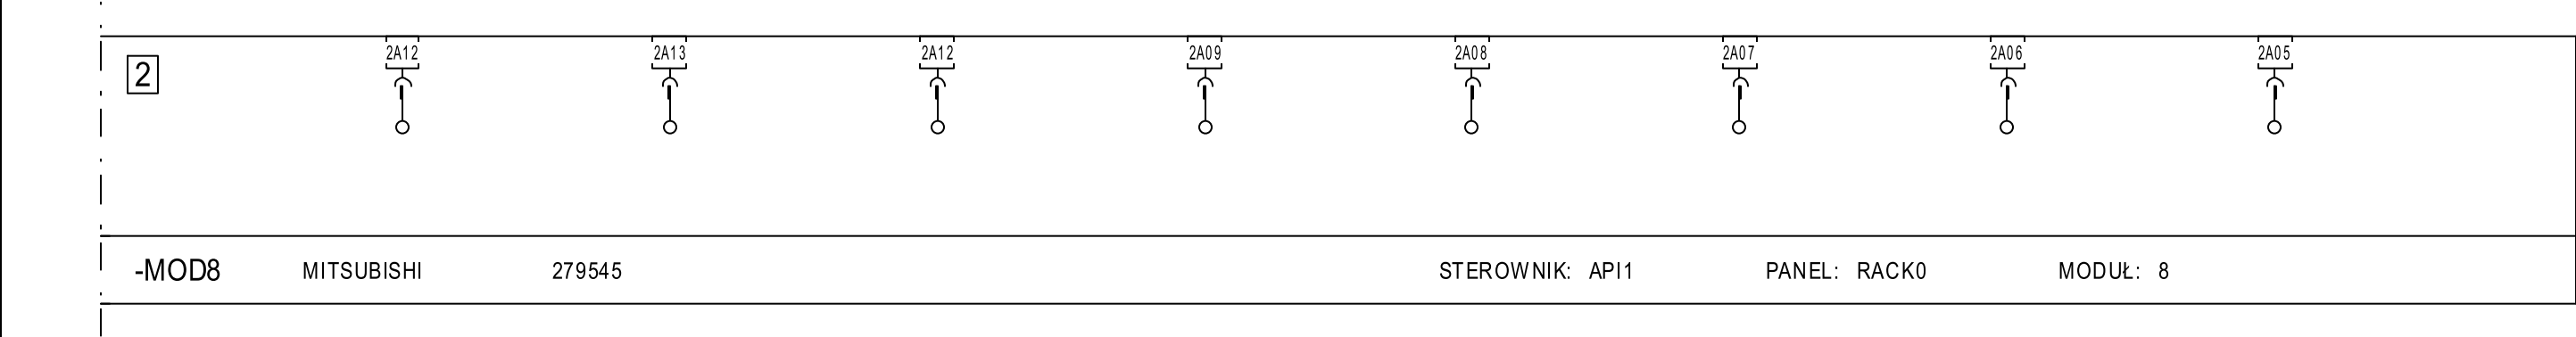 2A12 2A13 2A12 2A09 2A08 2A07 2A06 2A05
2
-MOD8 MITSUBISHI 279545 STEROWNIK: API1 PANEL: RACK0 MODUŁ: 8